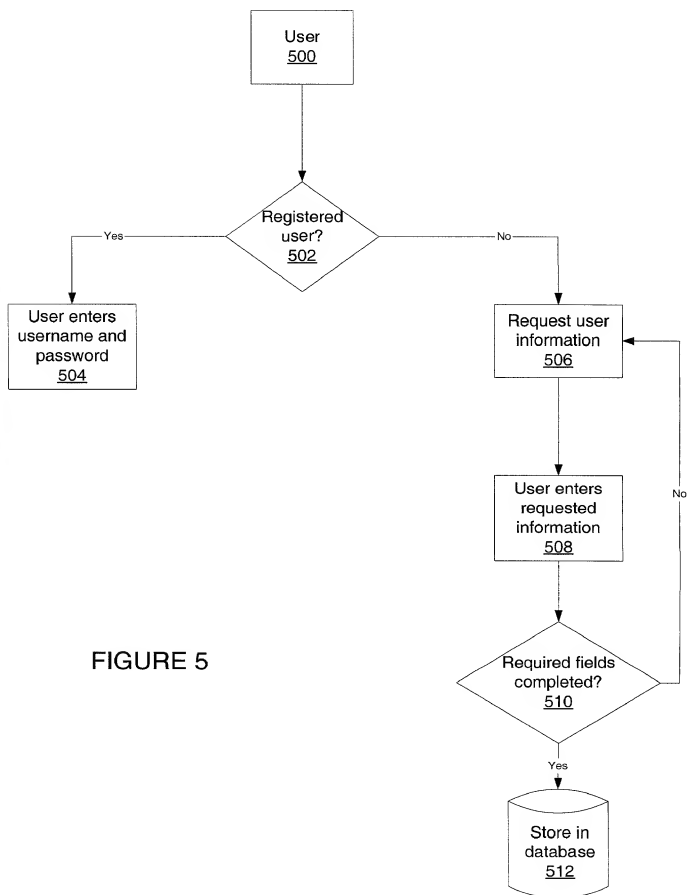 User
500
Registered
user?
502
Yes
No
User enters
username and
password
504
Request user
information
506
User enters
requested
information
508
No
Required fields
completed?
510
Yes
Store in
database
512
FIGURE 5